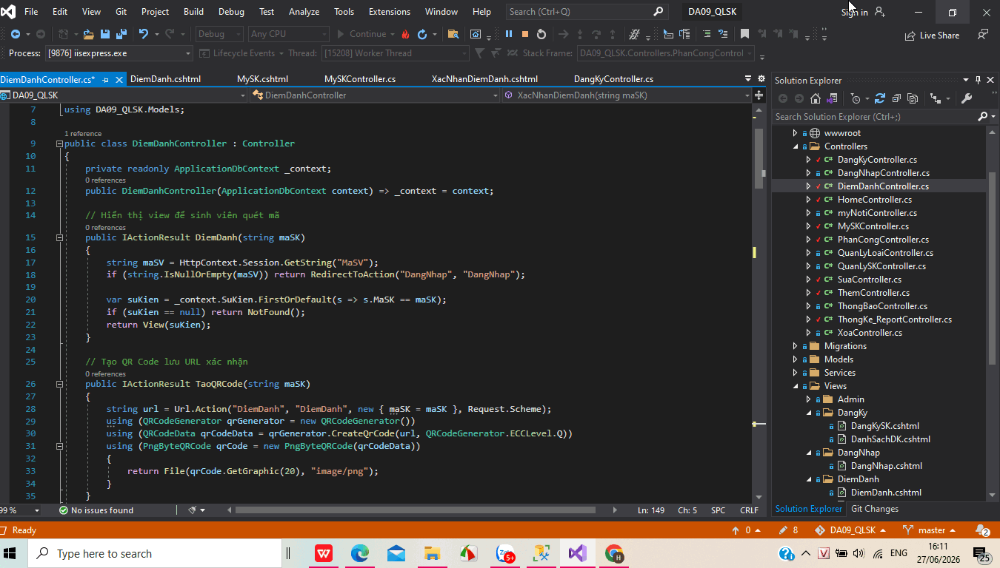 File Edit View Git Project Build Debug Test Analyze Tools Extensions Window Help Search (Ctrl+Q) DA09_QLSK Sign in
Debug Any CPU Continue Live Share
Process: [9876] iisexpress.exe Lifecycle Events Thread: [15208] Worker Thread Stack Frame: DA09_QLSK.Controllers.PhanCongControl
DiemDanhController.cs* DiemDanh.cshtml MySK.cshtml MySKController.cs XacNhanDiemDanh.cshtml DangKyController.cs
DA09_QLSK DiemDanhController XacNhanDiemDanh(string maSK)
7 using DA09_QLSK.Models;
8
1 reference
9 public class DiemDanhController : Controller
10 {
11 private readonly ApplicationDbContext _context;
0 references
12 public DiemDanhController(ApplicationDbContext context) => _context = context;
13
14 // Hiển thị view để sinh viên quét mã
0 references
15 public IActionResult DiemDanh(string maSK)
16 {
17 string maSV = HttpContext.Session.GetString("MaSV");
18 if (string.IsNullOrEmpty(maSV)) return RedirectToAction("DangNhap", "DangNhap");
19
20 var suKien = _context.SuKien.FirstOrDefault(s => s.MaSK == maSK);
21 if (suKien == null) return NotFound();
22 return View(suKien);
23 }
24
25 // Tạo QR Code lưu URL xác nhận
0 references
26 public IActionResult TaoQRCode(string maSK)
27 {
28 string url = Url.Action("DiemDanh", "DiemDanh", new { maSK = maSK }, Request.Scheme);
29 using (QRCodeGenerator qrGenerator = new QRCodeGenerator())
30 using (QRCodeData qrCodeData = qrGenerator.CreateQrCode(url, QRCodeGenerator.ECCLevel.Q))
31 using (PngByteQRCode qrCode = new PngByteQRCode(qrCodeData))
32 {
33 return File(qrCode.GetGraphic(20), "image/png");
34 }
35 }
99 % No issues found Ln: 149 Ch: 5 SPC CRLF
Solution Explorer
Search Solution Explorer (Ctrl+;)
wwwroot
Controllers
C# DangKyController.cs
C# DangNhapController.cs
C# DiemDanhController.cs
C# HomeController.cs
C# myNotiController.cs
C# MySKController.cs
C# PhanCongController.cs
C# QuanLyLoaiController.cs
C# QuanLySKController.cs
C# SuaController.cs
C# ThemController.cs
C# ThongBaoController.cs
C# ThongKe_ReportController.cs
C# XoaController.cs
Migrations
Models
Services
Views
Admin
DangKy
DangKySK.cshtml
DanhSachDK.cshtml
DangNhap
DangNhap.cshtml
DiemDanh
DiemDanh.cshtml
Solution Explorer Git Changes
Ready 0 8 DA09_QLSK master 2
Type here to search W Zalo 5+ H V ENG 16:11
27/06/2026 25